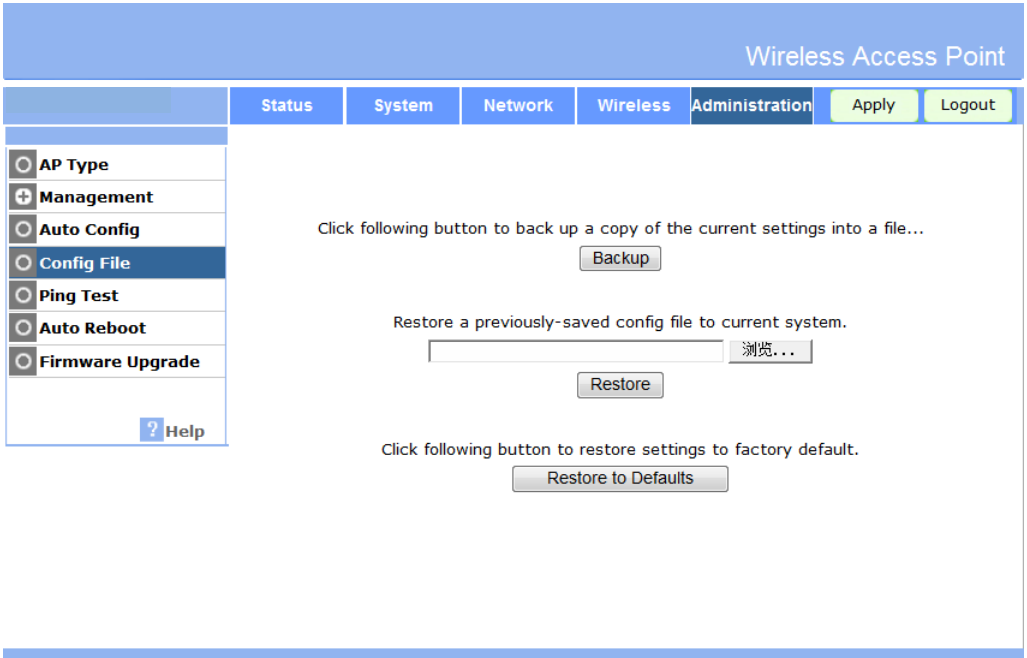 Wireless Access Point
Status System Network Wireless Administration Apply Logout
AP Type
Management
Auto Config
Config File
Ping Test
Auto Reboot
Firmware Upgrade
? Help
Click following button to back up a copy of the current settings into a file...
Backup
Restore a previously-saved config file to current system.
浏览...
Restore
Click following button to restore settings to factory default.
Restore to Defaults